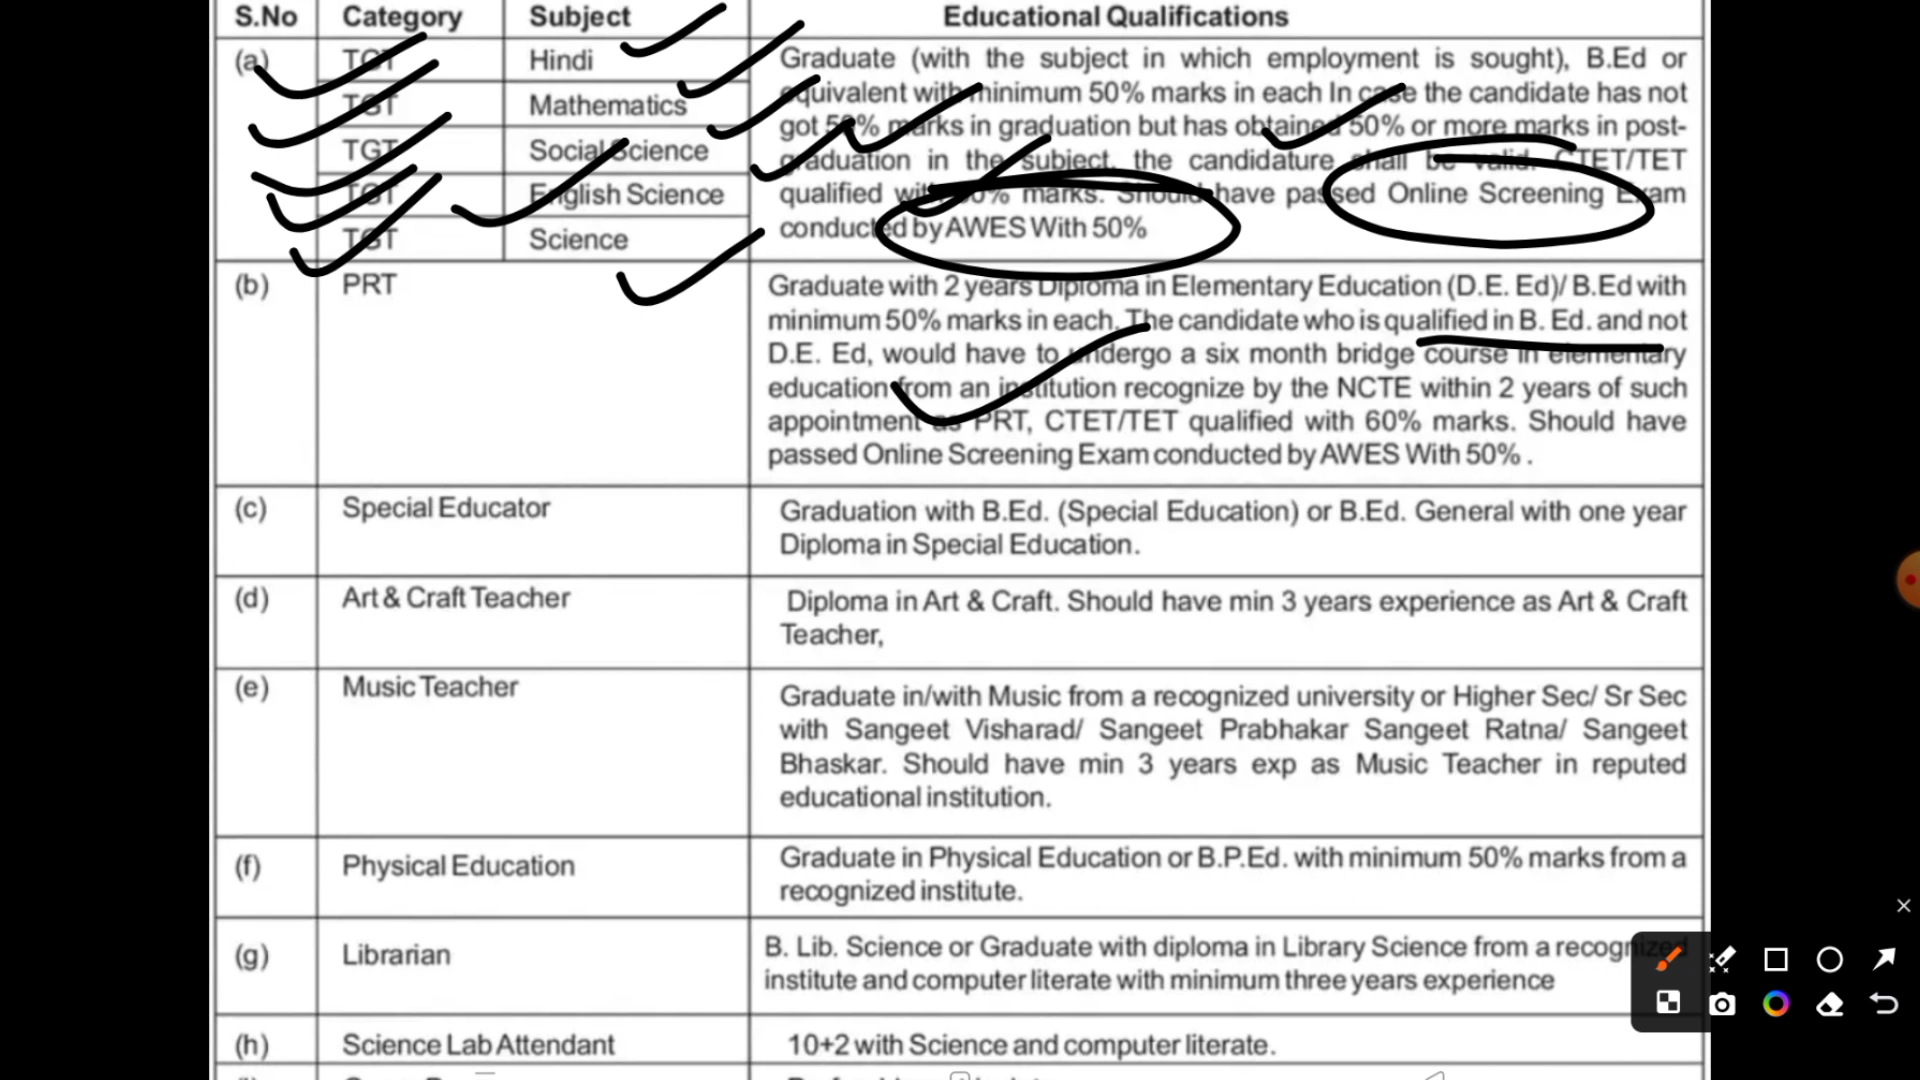 S.No Category Subject Educational Qualifications
(a) TGT Hindi Graduate (with the subject in which employment is sought), B.Ed or
TGT Mathematics equivalent with minimum 50% marks in each In case the candidate has not
got 50% marks in graduation but has obtained 50% or more marks in post-
TGT Social Science graduation in the subject, the candidature shall be valid. CTET/TET
TGT English Science qualified with 60% marks. Should have passed Online Screening Exam
TGT Science conducted by AWES With 50%
(b) PRT Graduate with 2 years Diploma in Elementary Education (D.E. Ed)/ B.Ed with
minimum 50% marks in each. The candidate who is qualified in B. Ed. and not
D.E. Ed, would have to undergo a six month bridge course in elementary
education from an institution recognize by the NCTE within 2 years of such
appointment as PRT, CTET/TET qualified with 60% marks. Should have
passed Online Screening Exam conducted by AWES With 50% .
(c) Special Educator Graduation with B.Ed. (Special Education) or B.Ed. General with one year
Diploma in Special Education.
(d) Art & Craft Teacher Diploma in Art & Craft. Should have min 3 years experience as Art & Craft
Teacher,
(e) Music Teacher Graduate in/with Music from a recognized university or Higher Sec/ Sr Sec
with Sangeet Visharad/ Sangeet Prabhakar Sangeet Ratna/ Sangeet
Bhaskar. Should have min 3 years exp as Music Teacher in reputed
educational institution.
(f) Physical Education Graduate in Physical Education or B.P.Ed. with minimum 50% marks from a
recognized institute.
(g) Librarian B. Lib. Science or Graduate with diploma in Library Science from a recognized
institute and computer literate with minimum three years experience
(h) Science Lab Attendant 10+2 with Science and computer literate.